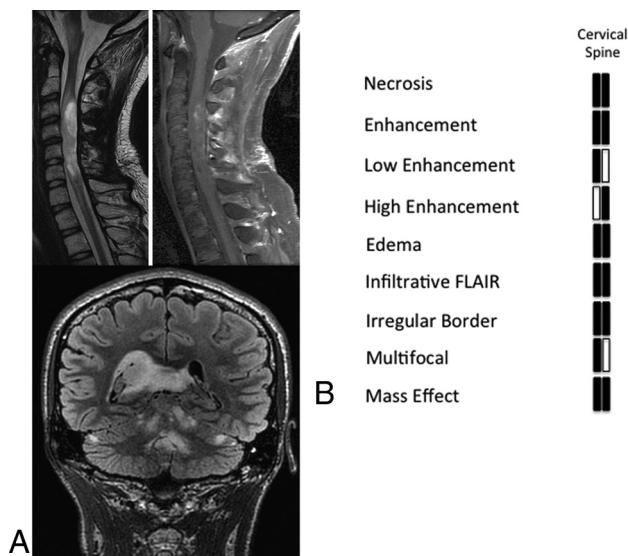 Cervical
Spine
Necrosis
Enhancement
Low Enhancement
High Enhancement
Edema
Infiltrative FLAIR
Irregular Border
Multifocal
Mass Effect
B
A